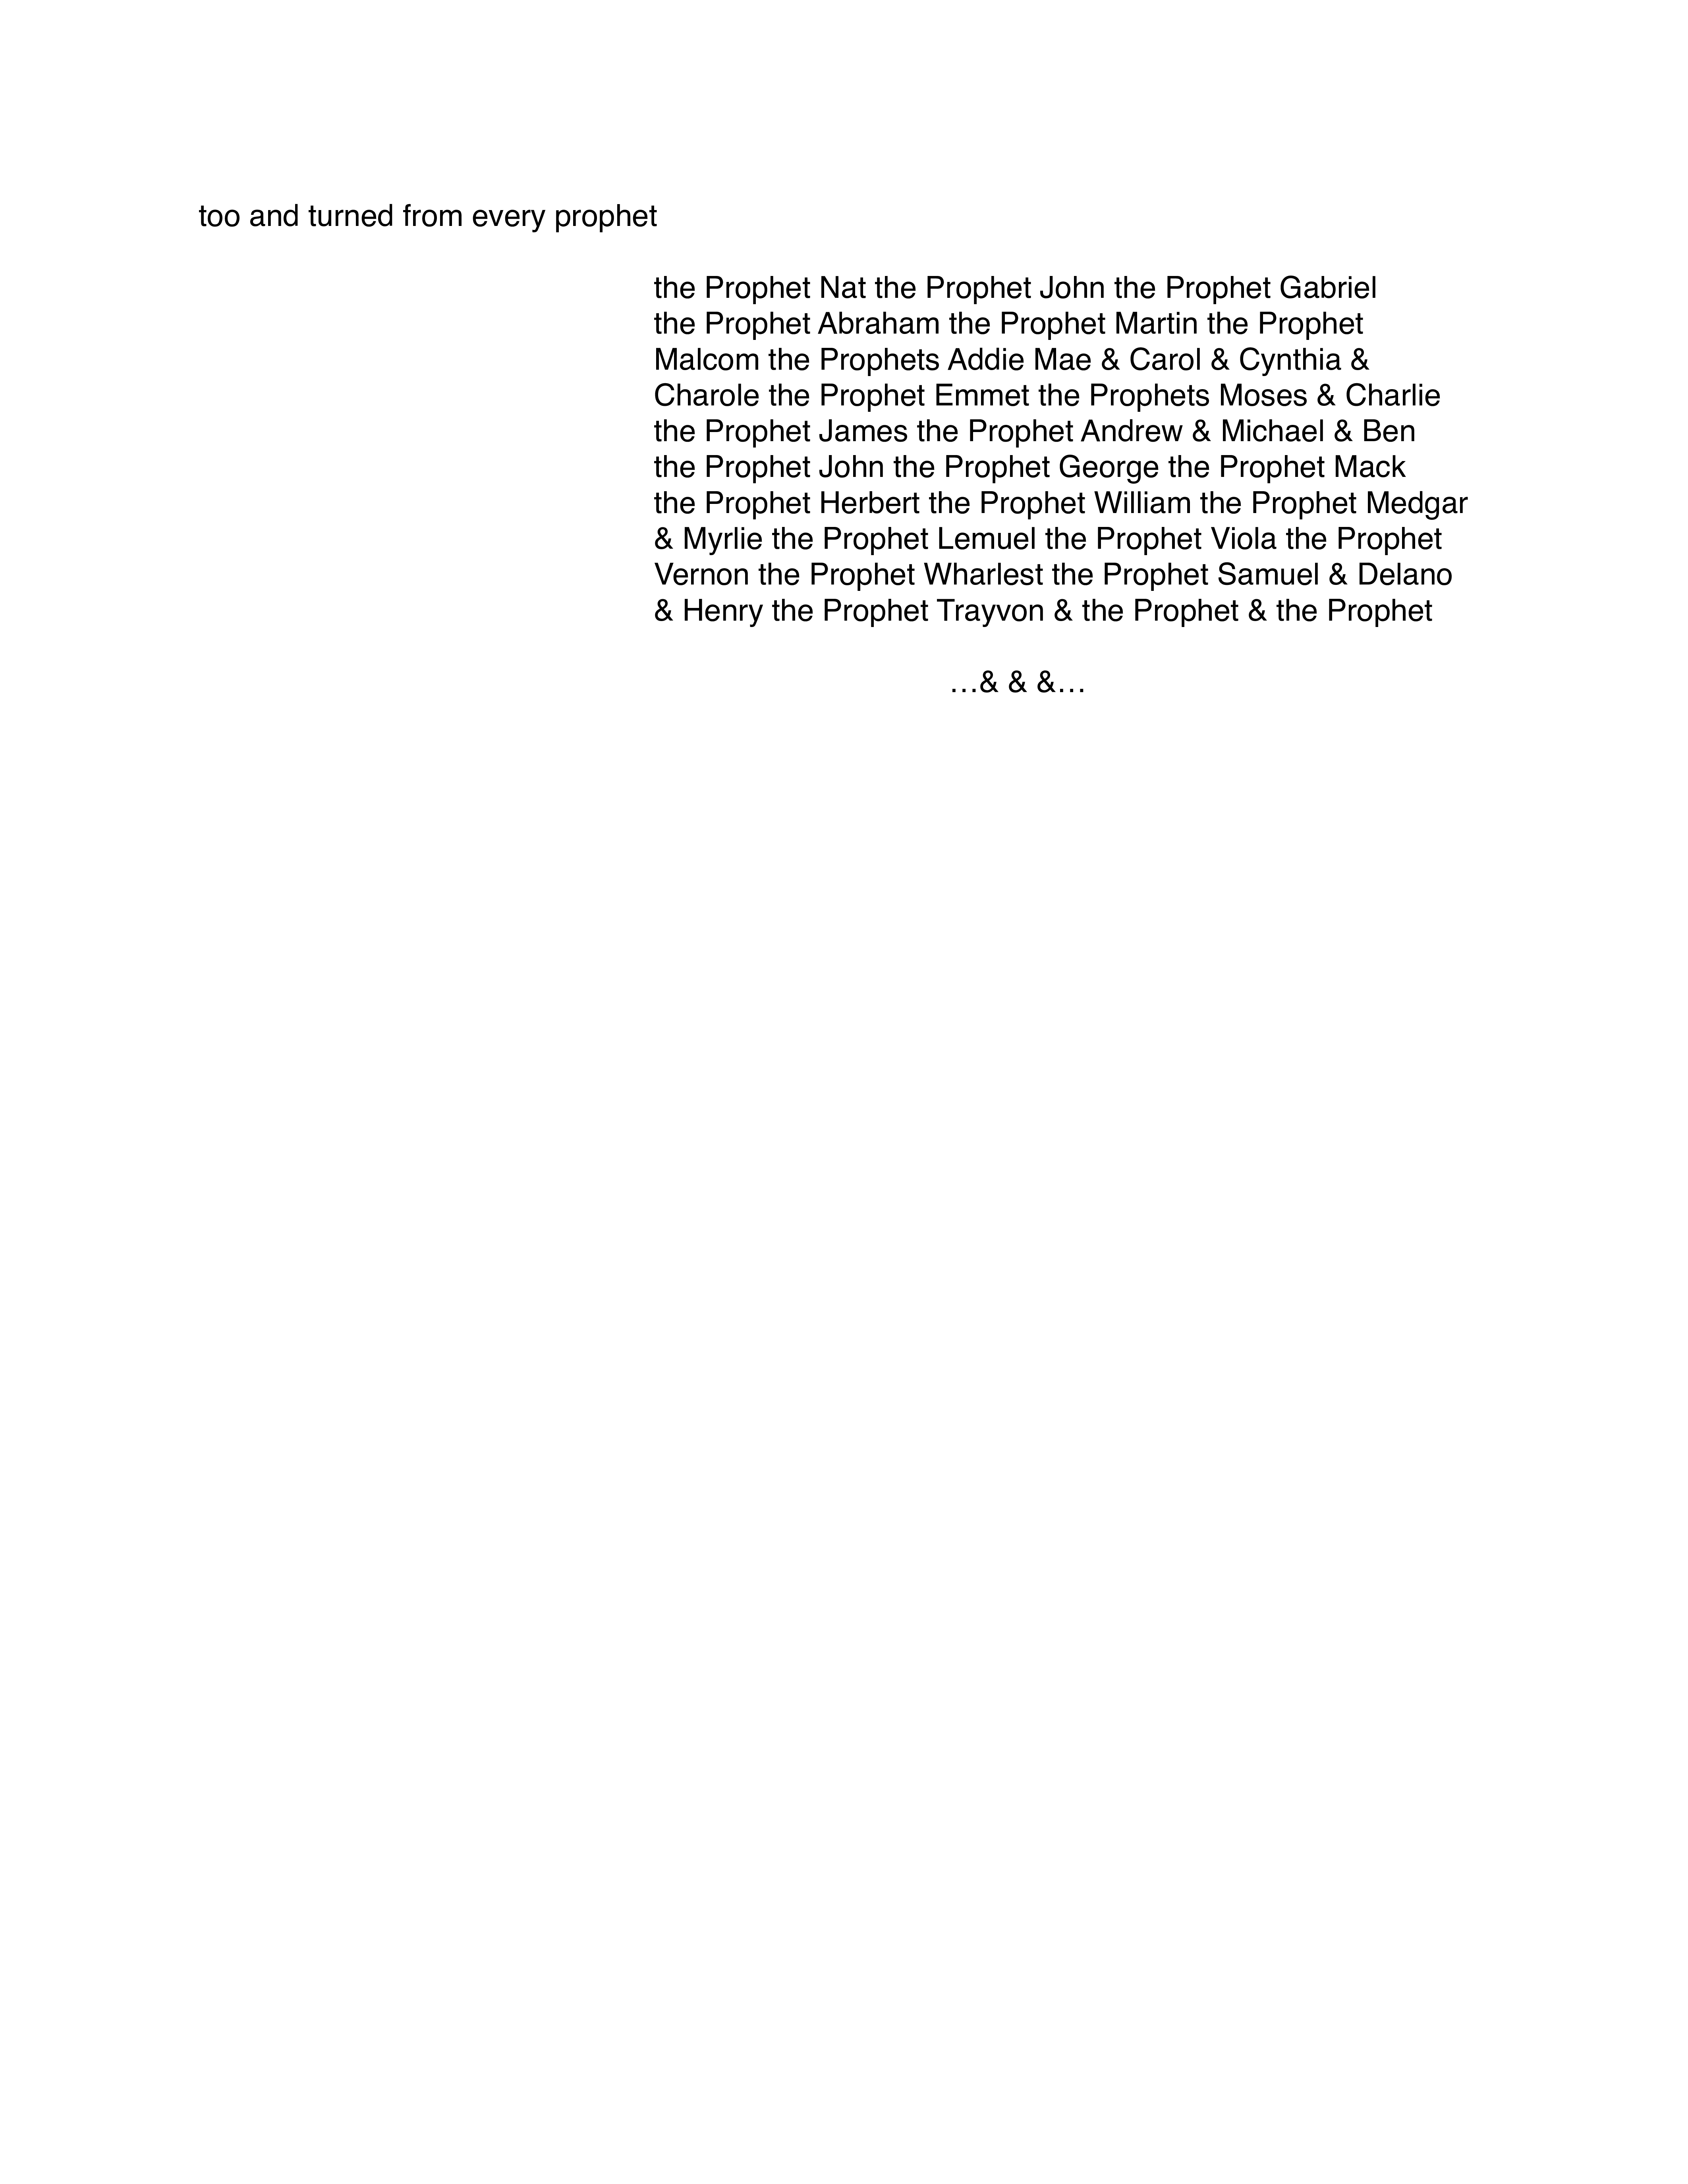 too and turned from every prophet
the Prophet Nat the Prophet John the Prophet Gabriel
the Prophet Abraham the Prophet Martin the Prophet
Malcom the Prophets Addie Mae & Carol & Cynthia &
Charole the Prophet Emmet the Prophets Moses & Charlie
the Prophet James the Prophet Andrew & Michael & Ben
the Prophet John the Prophet George the Prophet Mack
the Prophet Herbert the Prophet William the Prophet Medgar
& Myrlie the Prophet Lemuel the Prophet Viola the Prophet
Vernon the Prophet Wharlest the Prophet Samuel & Delano
& Henry the Prophet Trayvon & the Prophet & the Prophet
…& & &…